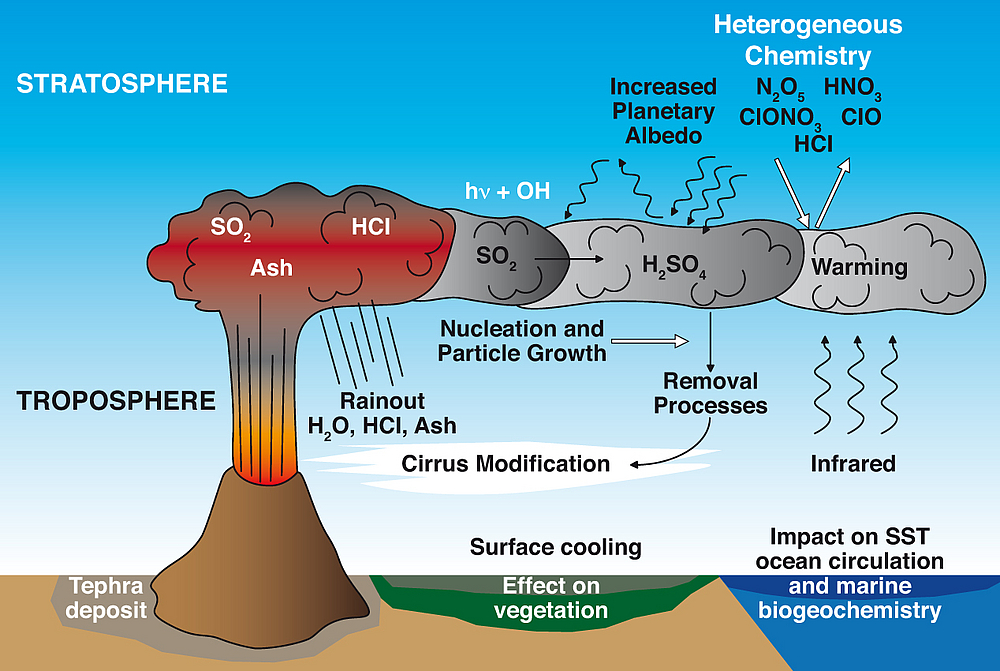 Heterogeneous
Chemistry
N₂O₅ HNO₃
ClONO₃ ClO
HCl
STRATOSPHERE
Increased
Planetary
Albedo
hν + OH
SO₂ HCl
Ash
SO₂
H₂SO₄
Warming
Nucleation and
Particle Growth
Removal
Processes
TROPOSPHERE
Rainout
H₂O, HCl, Ash
Cirrus Modification
Infrared
Surface cooling
Impact on SST
ocean circulation
and marine
biogeochemistry
Tephra
deposit
Effect on
vegetation